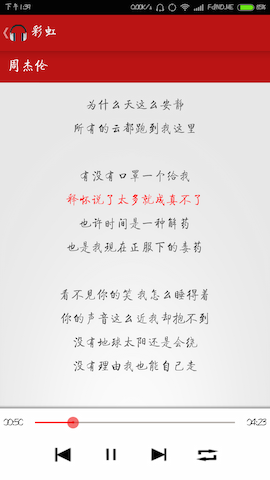 下午1:39 0.00K/s FdNDME 85%
彩虹
周杰伦
为什么天这么安静
所有的云都跑到我这里
有没有口罩一个给我
释怀说了太多就成真不了
也许时间是一种解药
也是我现在正服下的毒药
看不见你的笑 我怎么睡得着
你的声音这么近我却抱不到
没有地球太阳还是会绕
没有理由我也能自己走
00:50 04:23